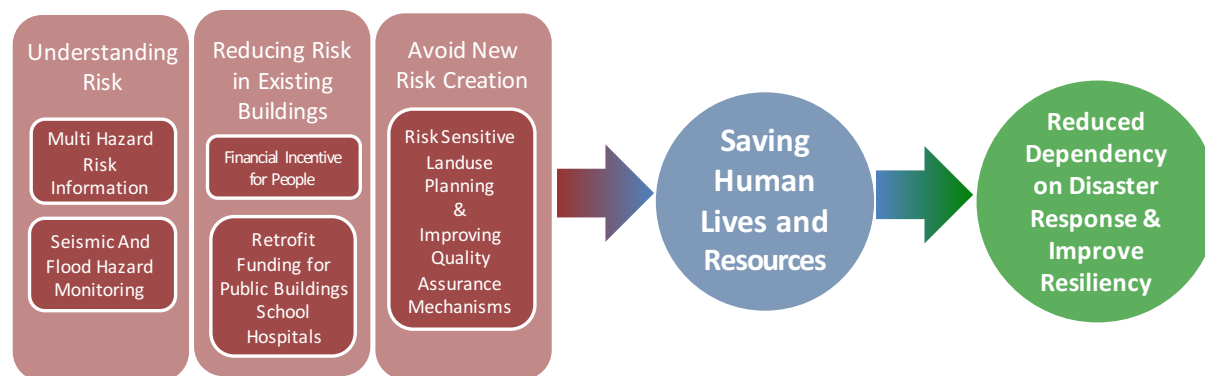 Understanding
Risk
Multi Hazard
Risk
Information
Seismic And
Flood Hazard
Monitoring
Reducing Risk
in Existing
Buildings
Financial Incentive
for People
Retrofit
Funding for
Public Buildings
School
Hospitals
Avoid New
Risk Creation
Risk Sensitive
Landuse
Planning
&
Improving
Quality
Assurance
Mechanisms
Saving
Human
Lives and
Resources
Reduced
Dependency
on Disaster
Response &
Improve
Resiliency